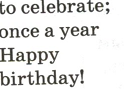 to celebrate;
once a year
Happy
birthday!